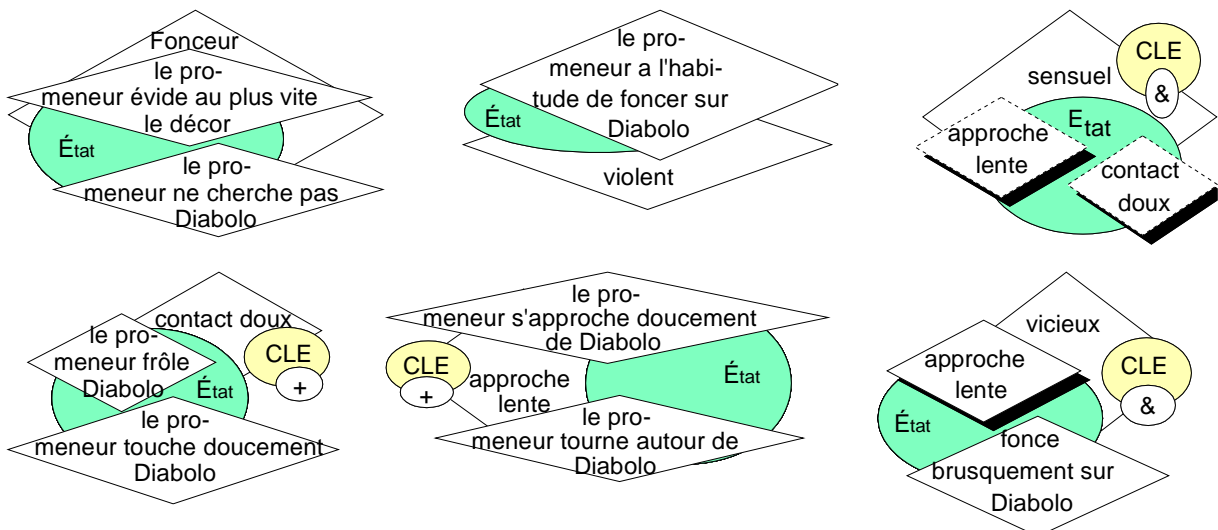 Fonceur
le pro-
meneur évide au plus vite
le décor
État
le pro-
meneur ne cherche pas
Diabolo
le pro-
meneur a l'habi-
tude de foncer sur
Diabolo
violent
CLE
&
sensuel
Etat
approche
lente
contact
doux
contact doux
le pro-
meneur frôle
Diabolo
État
CLE
+
le pro-
meneur touche doucement
Diabolo
le pro-
meneur s'approche doucement
de Diabolo
CLE
+
approche
lente
État
le pro-
meneur tourne autour de
Diabolo
vicieux
approche
lente
CLE
&
État
fonce
brusquement sur
Diabolo